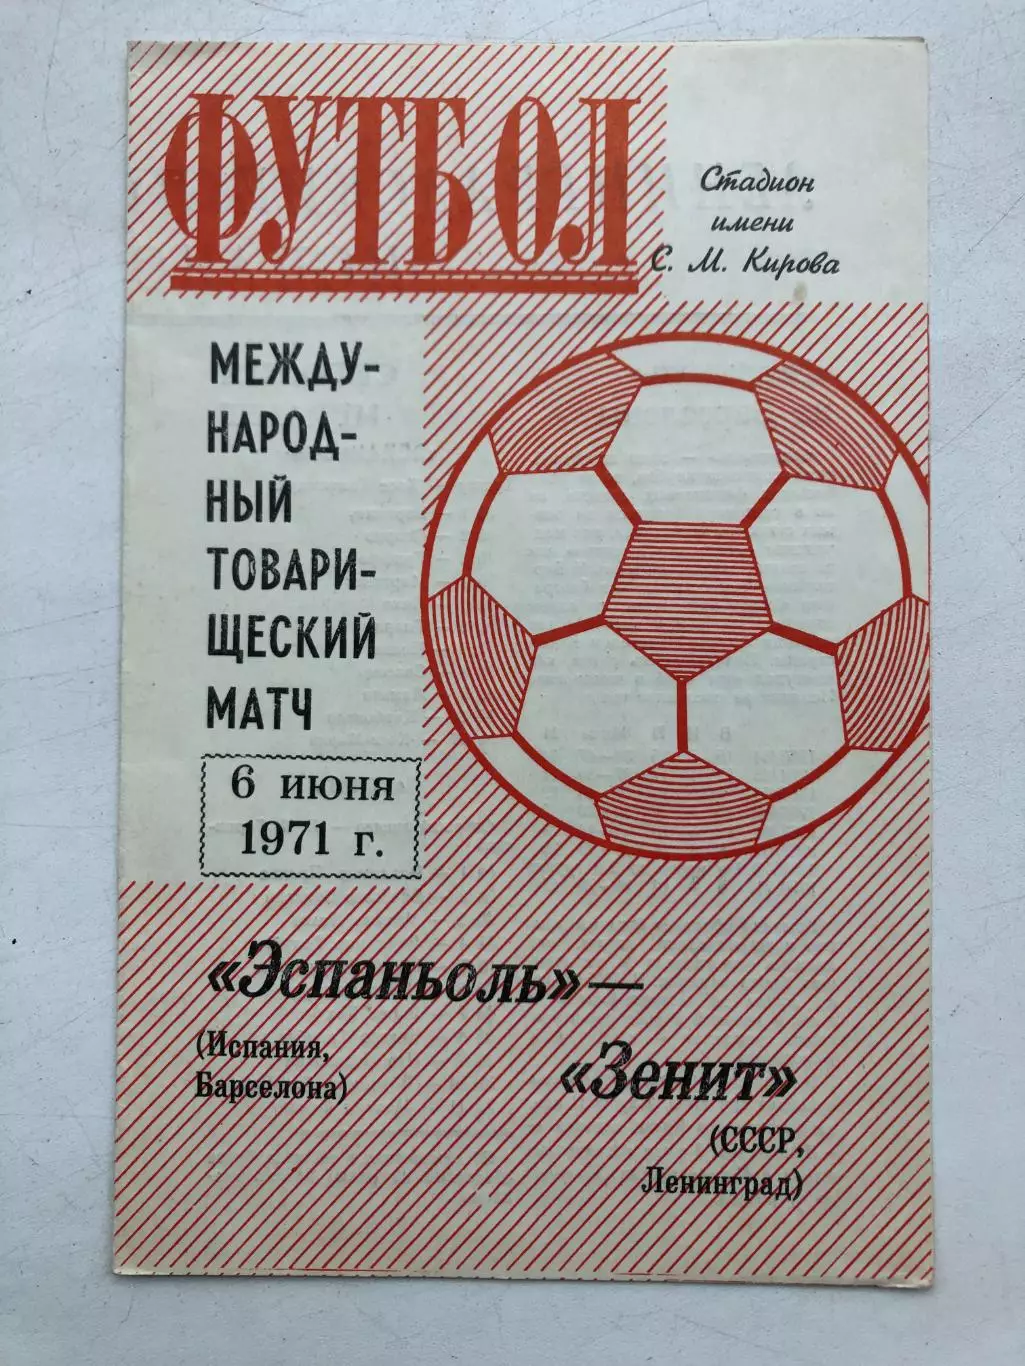 ФУТБОЛ
Стадион
имени
С. М. Кирова
МЕЖДУ-
НАРОД-
НЫЙ
ТОВАРИ-
ЩЕСКИЙ
МАТЧ
6 июня
1971 г.
«Эспаньоль»—
(Испания,
Барселона)
«Зенит»
(СССР,
Ленинград)